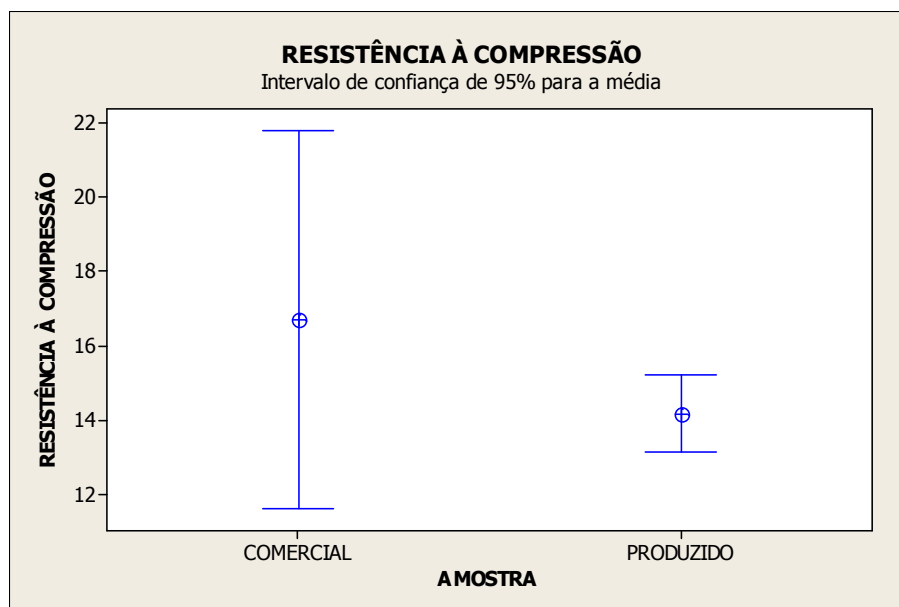 RESISTÊNCIA À COMPRESSÃO
Intervalo de confiança de 95% para a média
RESISTÊNCIA À COMPRESSÃO
22
20
18
16
14
12
COMERCIAL
PRODUZIDO
AMOSTRA